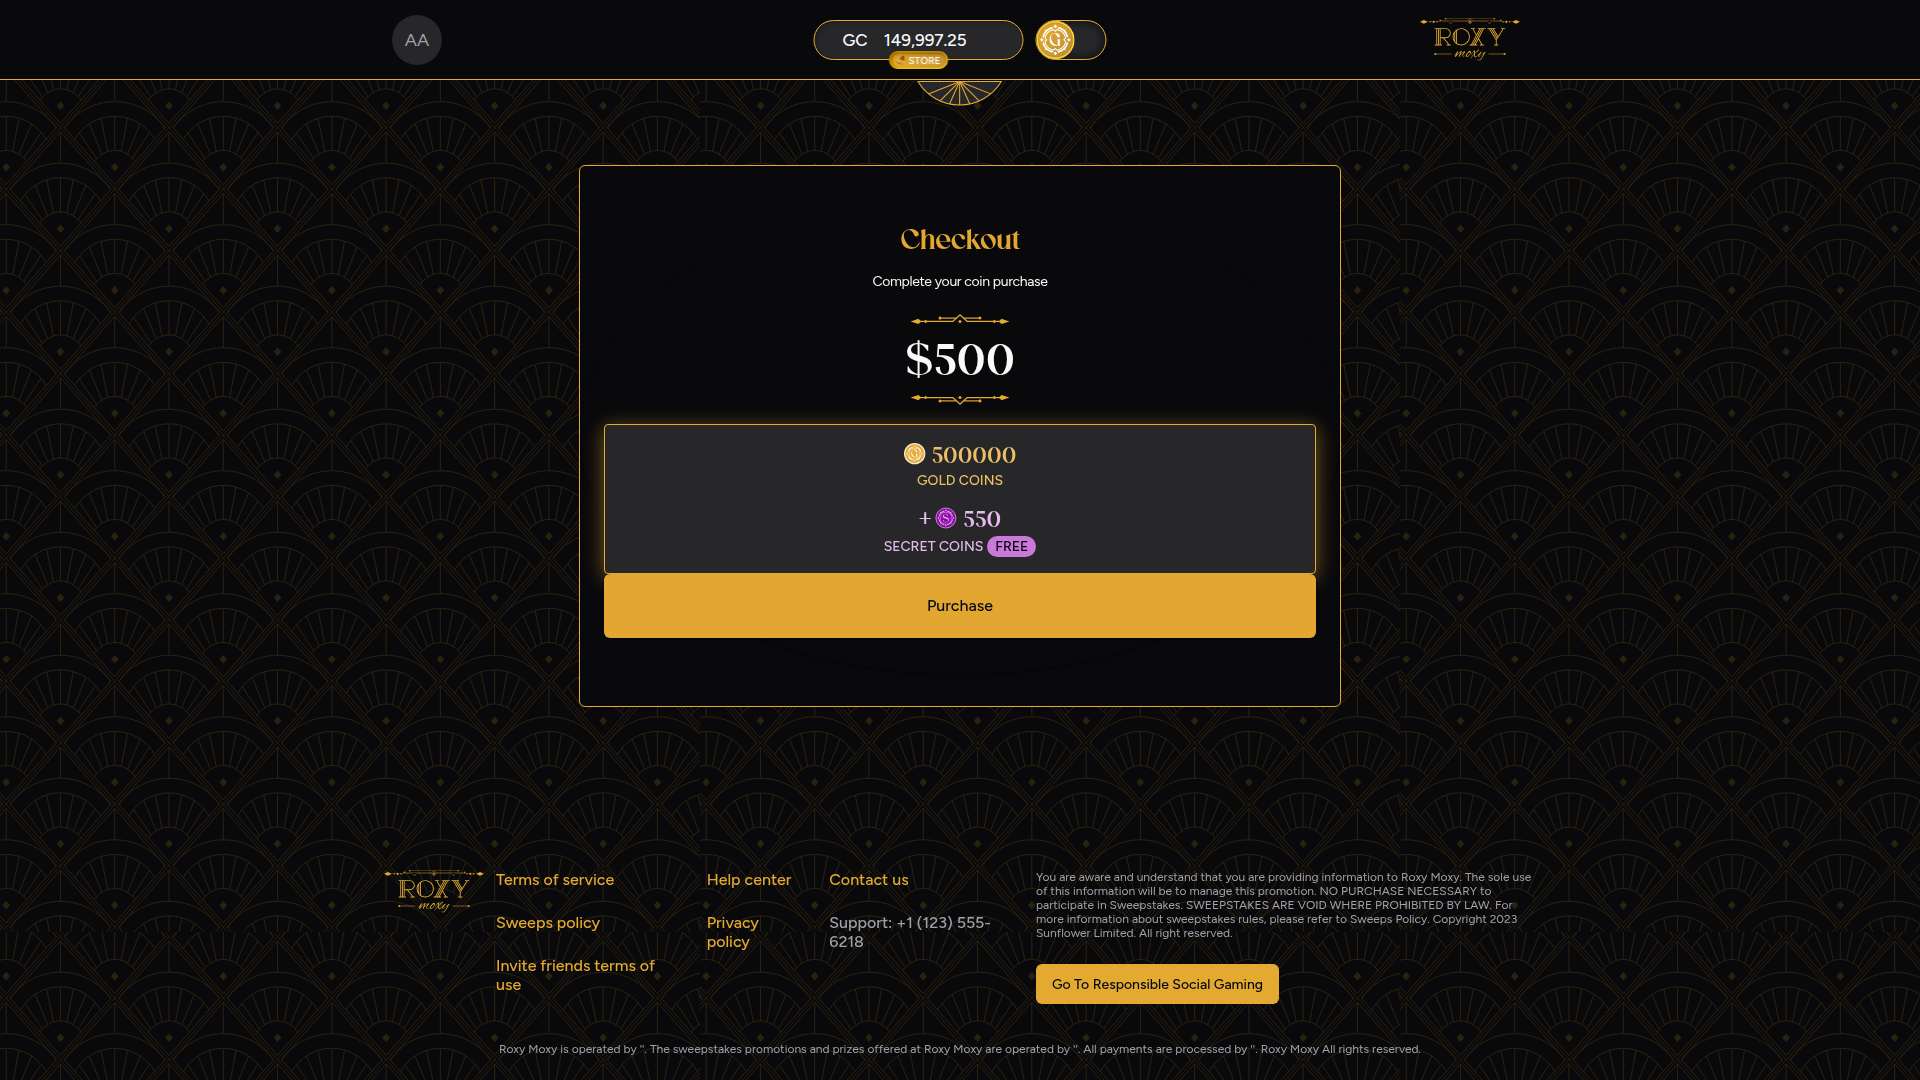 AA
GC 149,997.25
STORE
ROXY
moxy
Checkout
Complete your coin purchase
$500
G 500000
GOLD COINS
+ S 550
SECRET COINS FREE
Purchase
ROXY
moxy
Terms of service
Sweeps policy
Invite friends terms of
use
Help center
Privacy
policy
Contact us
Support: +1 (123) 555-
6218
You are aware and understand that you are providing information to Roxy Moxy. The sole use
of this information will be to manage this promotion. NO PURCHASE NECESSARY to
participate in Sweepstakes. SWEEPSTAKES ARE VOID WHERE PROHIBITED BY LAW. For
more information about sweepstakes rules, please refer to Sweeps Policy. Copyright 2023
Sunflower Limited. All right reserved.
Go To Responsible Social Gaming
Roxy Moxy is operated by ''. The sweepstakes promotions and prizes offered at Roxy Moxy are operated by ''. All payments are processed by ''. Roxy Moxy All rights reserved.